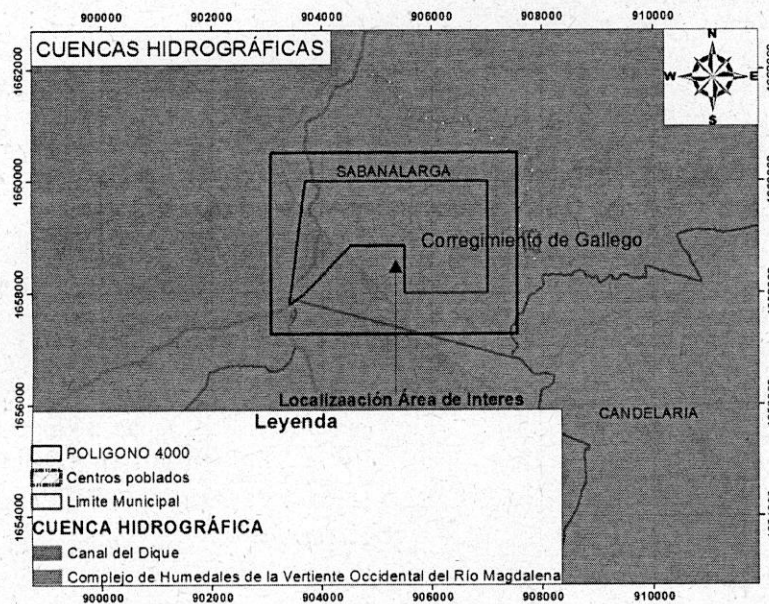 900000 902000 904000 906000 908000 910000
CUENCAS HIDROGRÁFICAS
N
W E
S
1662000
SABANALARGA
1660000
Corregimiento de Gallego
1658000
Localizaación Área de Interes
1656000
CANDELARIA
Leyenda
POLIGONO 4000
Centros poblados
Limite Municipal
1654000
CUENCA HIDROGRÁFICA
Canal del Dique
Complejo de Humedales de la Vertiente Occidental del Río Magdalena
900000 902000 904000 906000 908000 910000